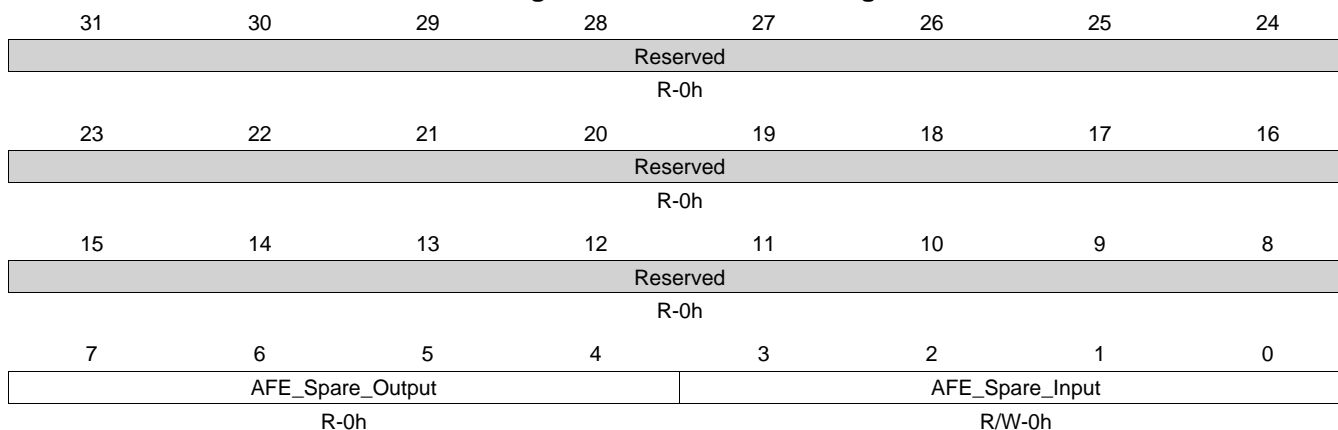 31 30 29 28 27 26 25 24
Reserved
R-0h
23 22 21 20 19 18 17 16
Reserved
R-0h
15 14 13 12 11 10 9 8
Reserved
R-0h
7 6 5 4 3 2 1 0
AFE_Spare_Output AFE_Spare_Input
R-0h R/W-0h